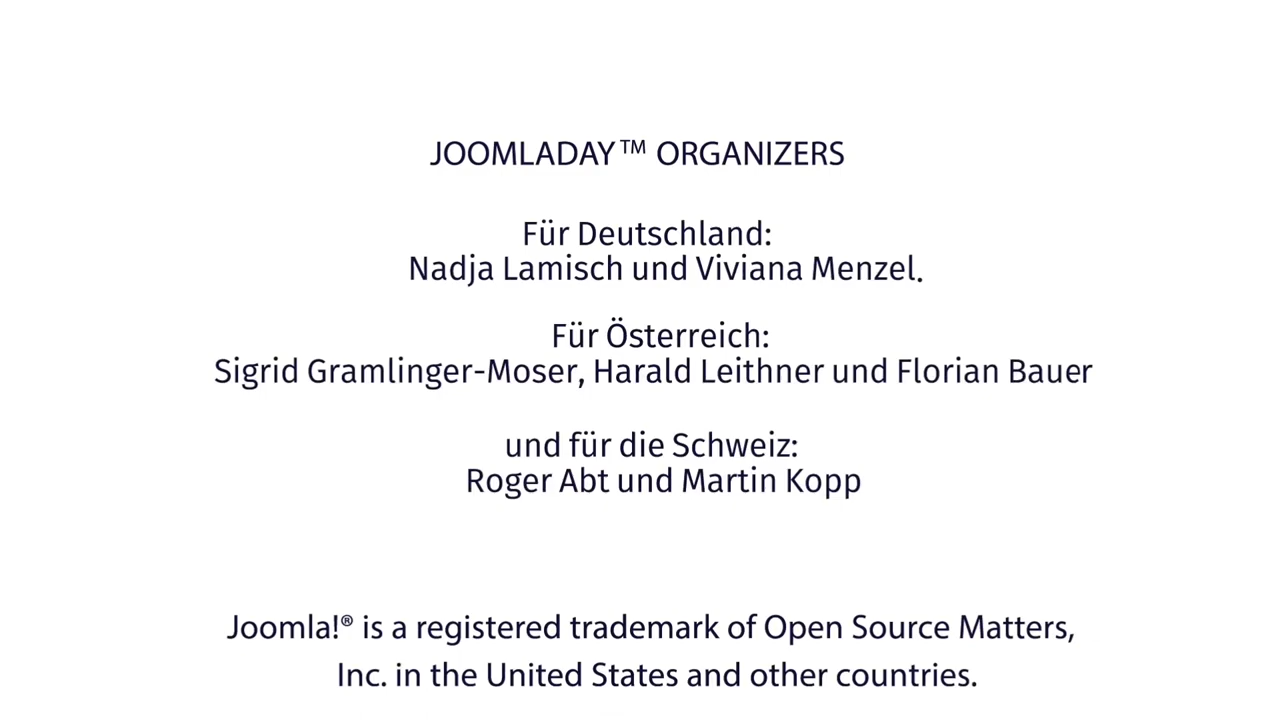 JOOMLADAY™ ORGANIZERS
Für Deutschland:
Nadja Lamisch und Viviana Menzel.
Für Österreich:
Sigrid Gramlinger-Moser, Harald Leithner und Florian Bauer
und für die Schweiz:
Roger Abt und Martin Kopp
Joomla!® is a registered trademark of Open Source Matters,
Inc. in the United States and other countries.